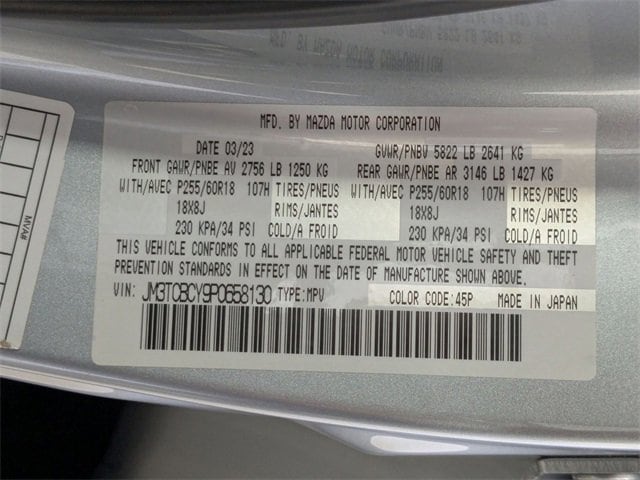 MFD. BY MAZDA MOTOR CORPORATION
DATE 03/23 GVWR/PNBV 5822 LB 2641 KG
FRONT GAWR/PNBE AV 2756 LB 1250 KG REAR GAWR/PNBE AR 3146 LB 1427 KG
WITH/AVEC P255/60R18 107H TIRES/PNEUS WITH/AVEC P255/60R18 107H TIRES/PNEUS
18X8J RIMS/JANTES 18X8J RIMS/JANTES
230 KPA/34 PSI COLD/A FROID 230 KPA/34 PSI COLD/A FROID
THIS VEHICLE CONFORMS TO ALL APPLICABLE FEDERAL MOTOR VEHICLE SAFETY AND THEFT
PREVENTION STANDARDS IN EFFECT ON THE DATE OF MANUFACTURE SHOWN ABOVE.
VIN: JM3TCBCY9P0658130 TYPE:MPV COLOR CODE:45P MADE IN JAPAN
MVA#